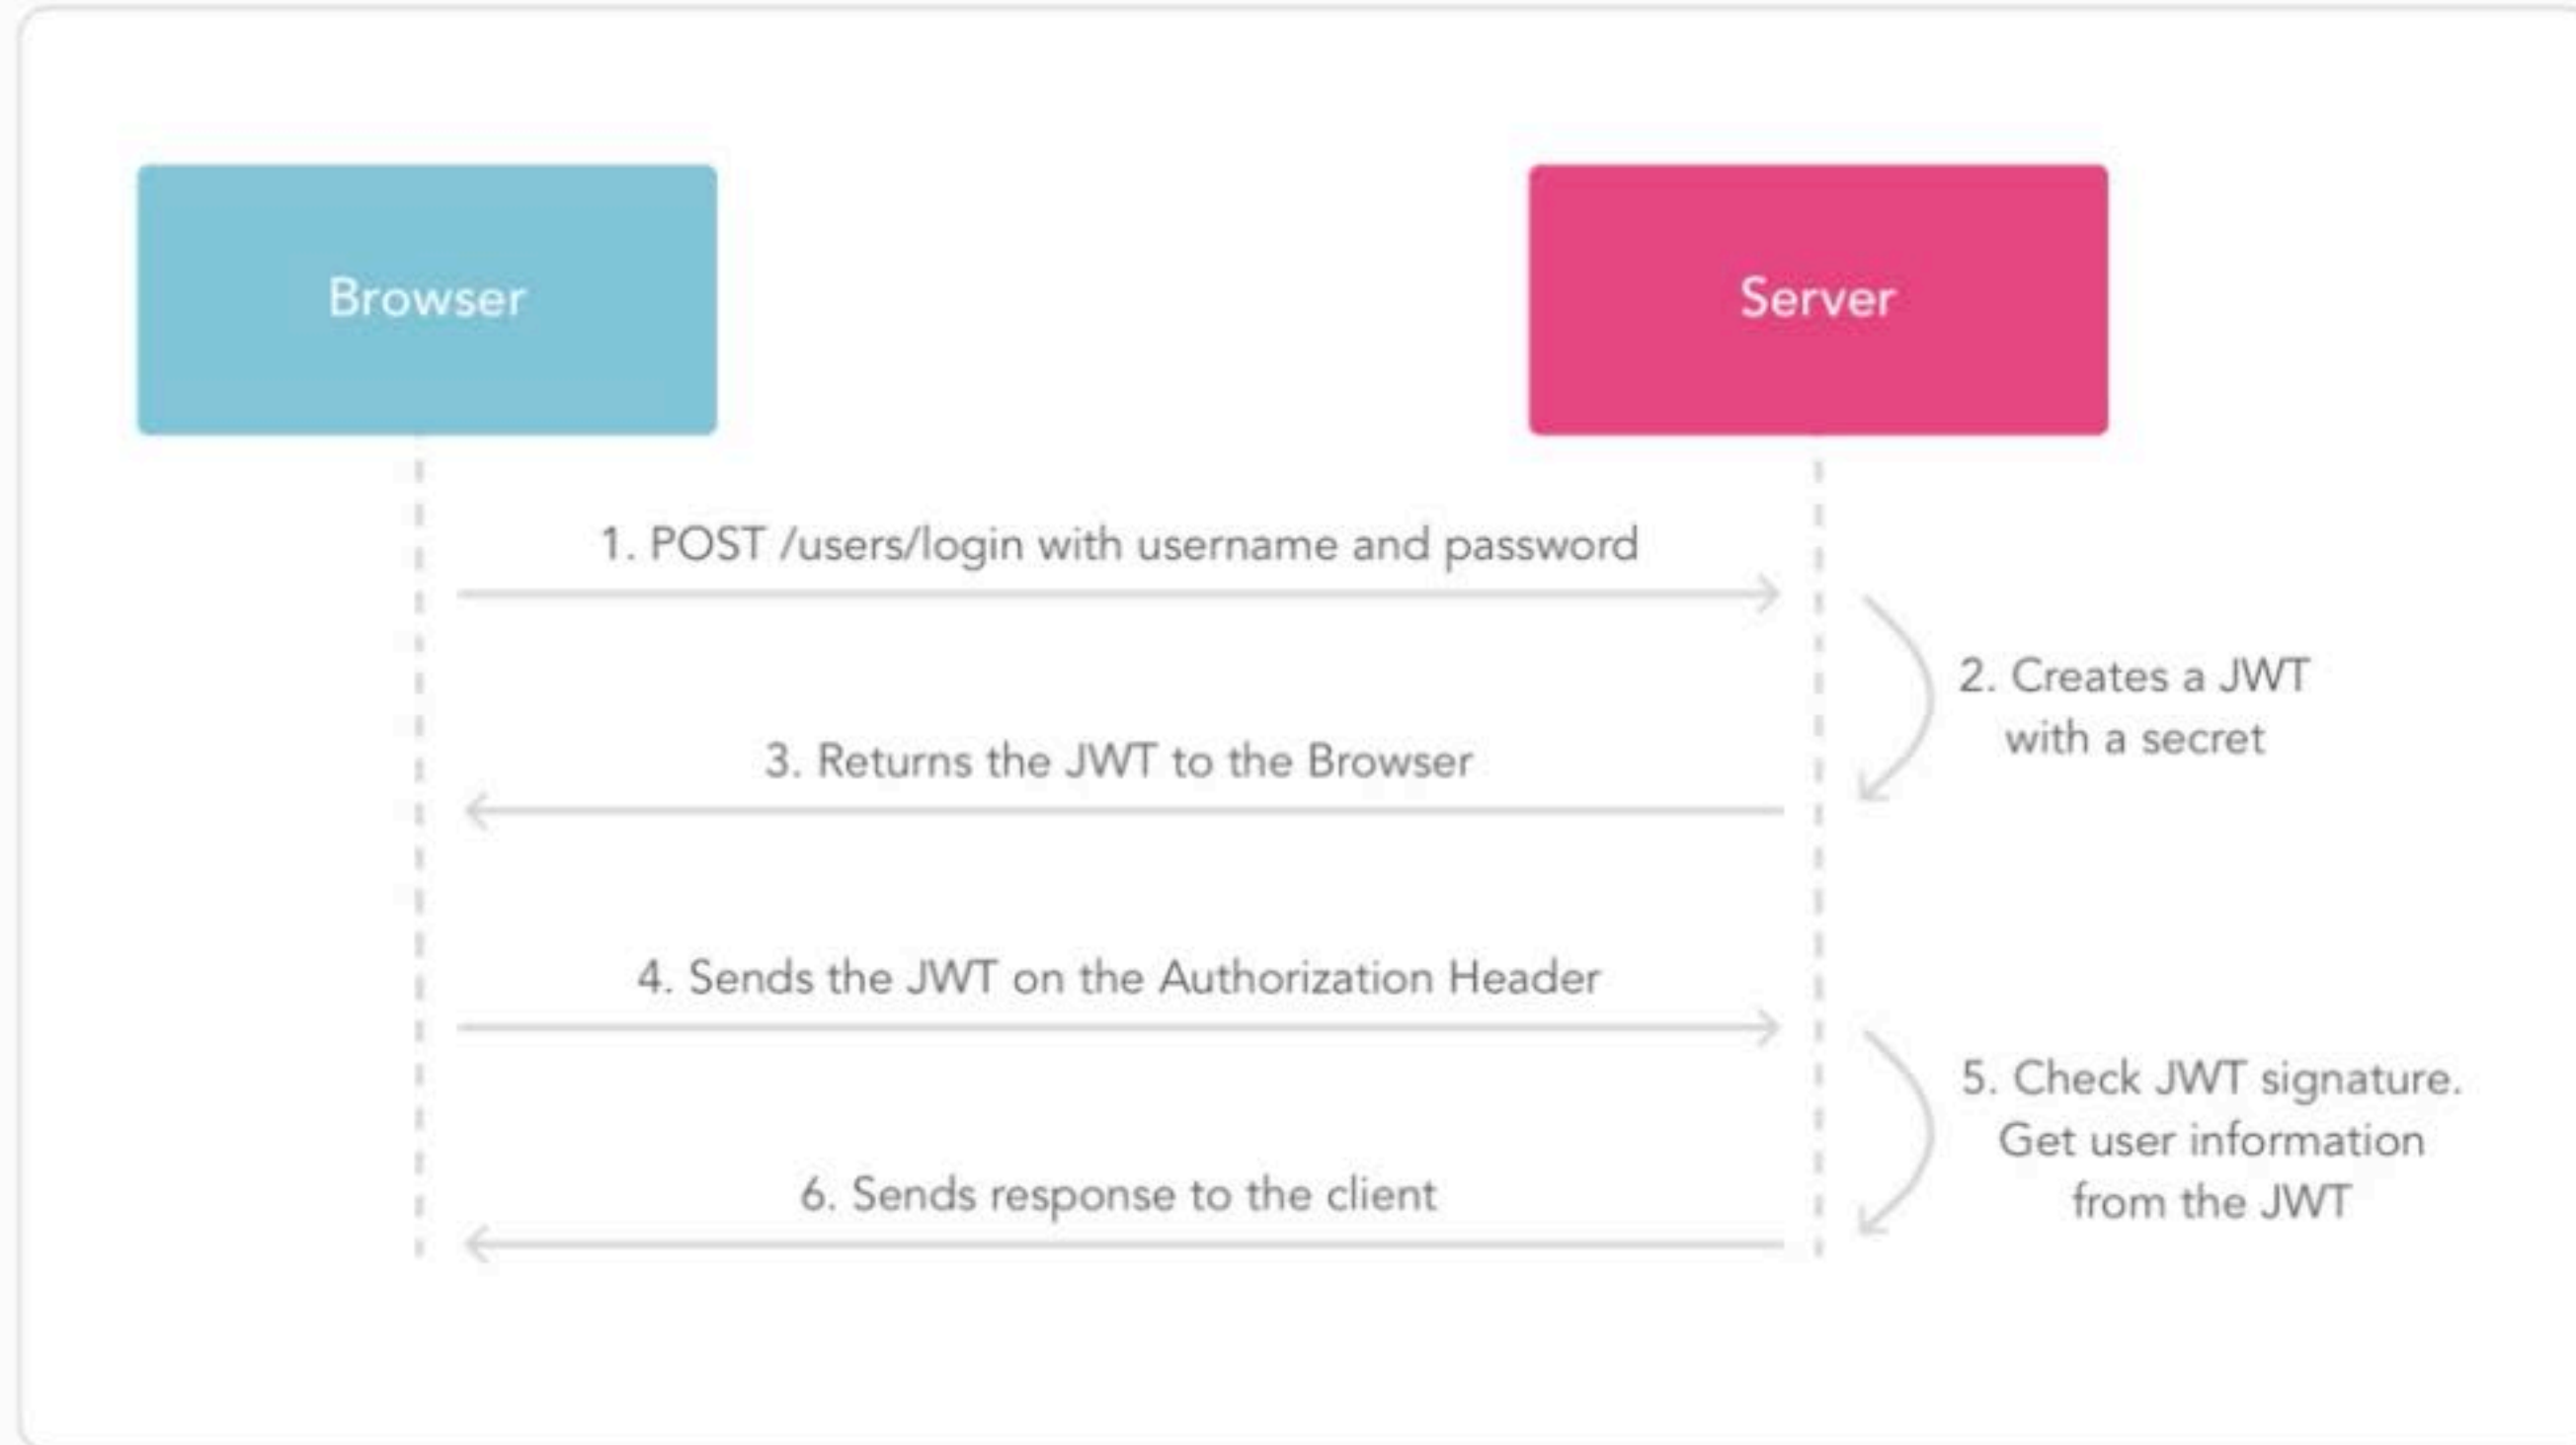 Browser
Server
1. POST /users/login with username and password
2. Creates a JWT
with a secret
3. Returns the JWT to the Browser
4. Sends the JWT on the Authorization Header
5. Check JWT signature.
Get user information
from the JWT
6. Sends response to the client